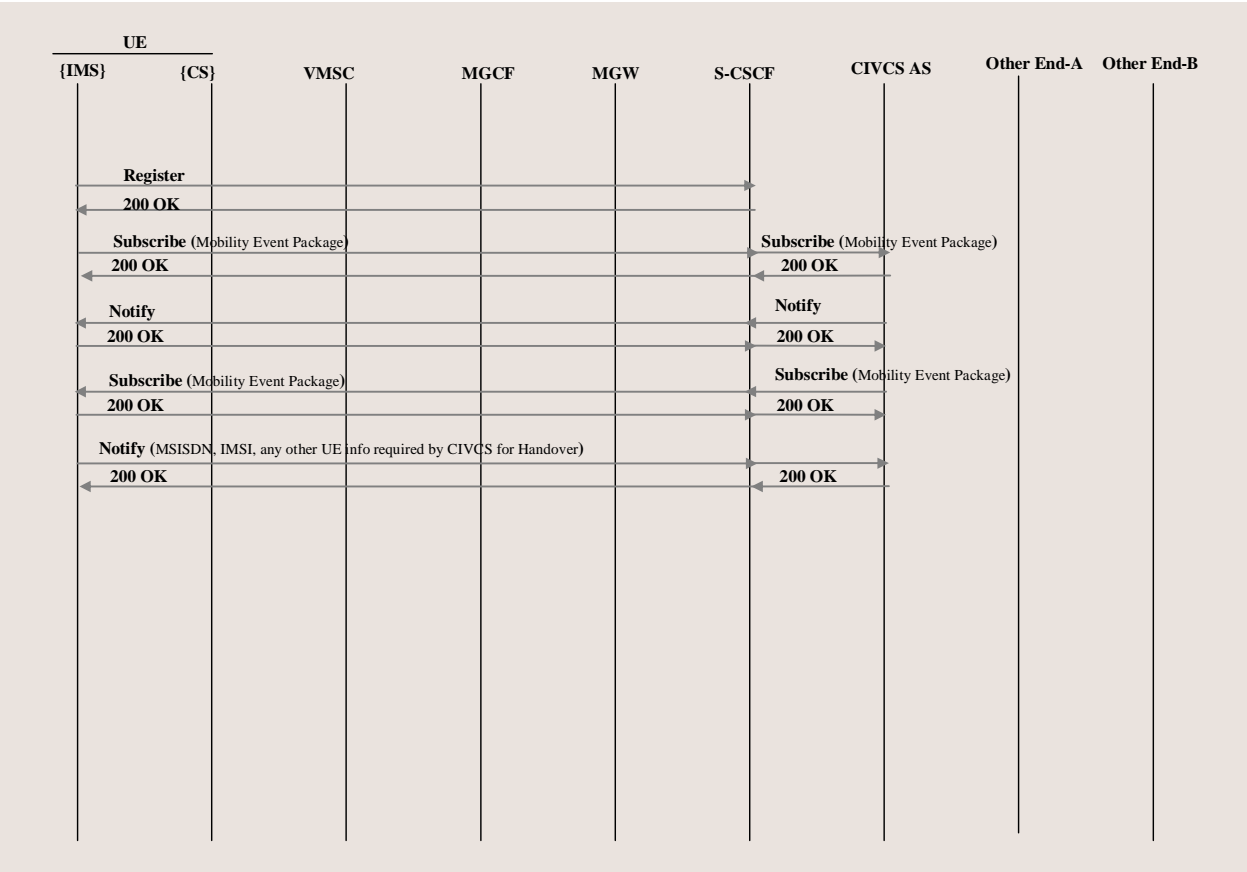 UE
{IMS}
{CS}
VMSC
MGCF
MGW
S-CSCF
CIVCS AS
Other End-A
Other End-B
Register
200 OK
Subscribe (Mobility Event Package)
Subscribe (Mobility Event Package)
200 OK
200 OK
Notify
Notify
200 OK
200 OK
Subscribe (Mobility Event Package)
Subscribe (Mobility Event Package)
200 OK
200 OK
Notify (MSISDN, IMSI, any other UE info required by CIVCS for Handover)
200 OK
200 OK